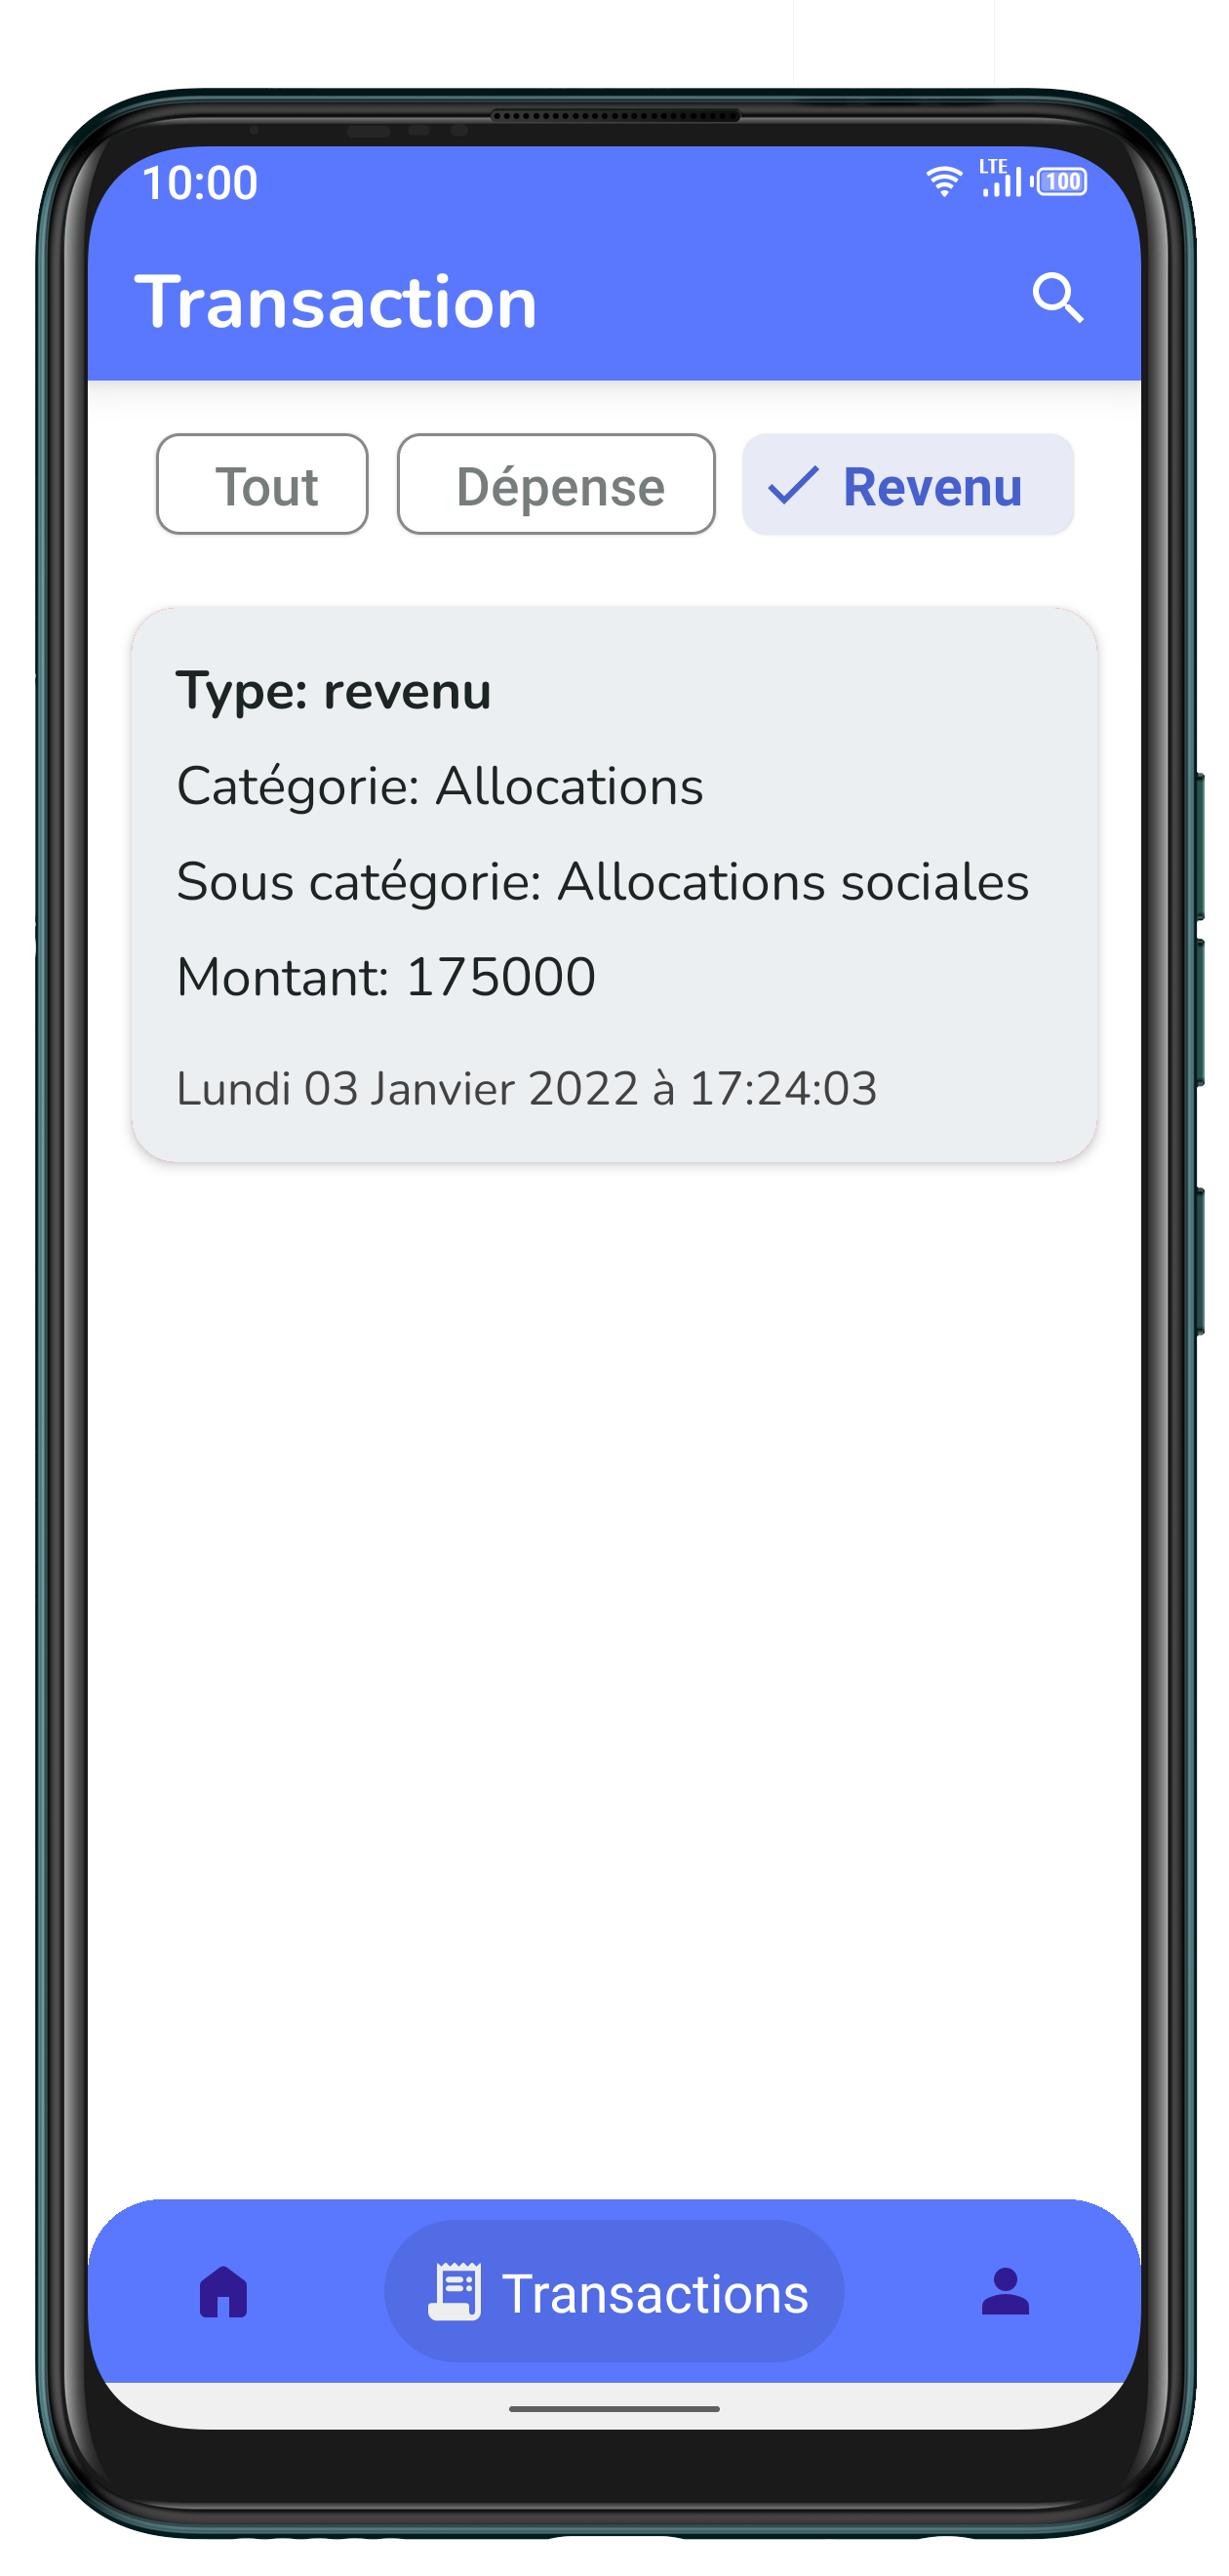 10:00
LTE
100
Transaction
Tout
Dépense
Revenu
Type: revenu
Catégorie: Allocations
Sous catégorie: Allocations sociales
Montant: 175000
Lundi 03 Janvier 2022 à 17:24:03
Transactions